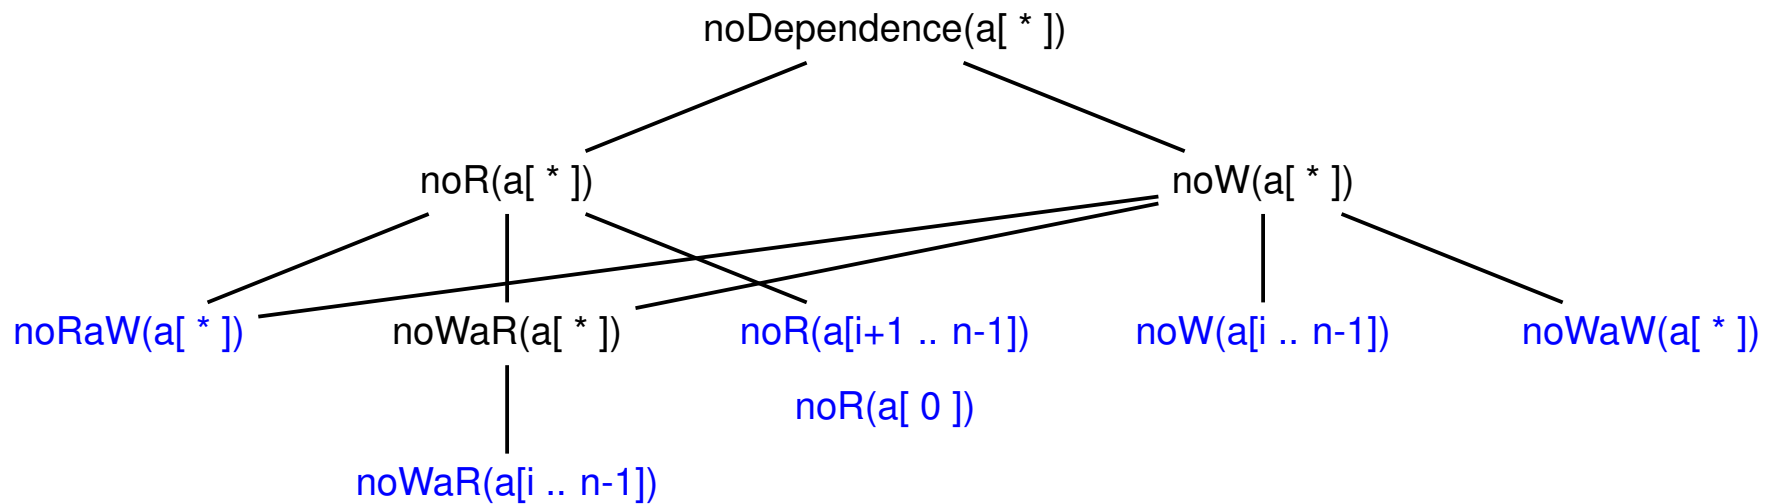 noDependence(a[ * ])
noR(a[ * ])
noW(a[ * ])
noRaW(a[ * ])
noWaR(a[ * ])
noR(a[i+1 .. n-1])
noW(a[i .. n-1])
noWaW(a[ * ])
noR(a[ 0 ])
noWaR(a[i .. n-1])